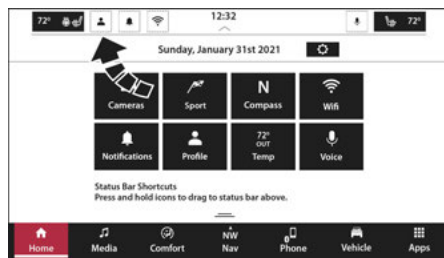 72° 12:32 72°
Sunday, January 31st 2021
Cameras Sport N Compass Wifi
Notifications Profile 72° OUT Temp Voice
Status Bar Shortcuts
Press and hold icons to drag to status bar above.
NW
Home Media Comfort Nav Phone Vehicle Apps